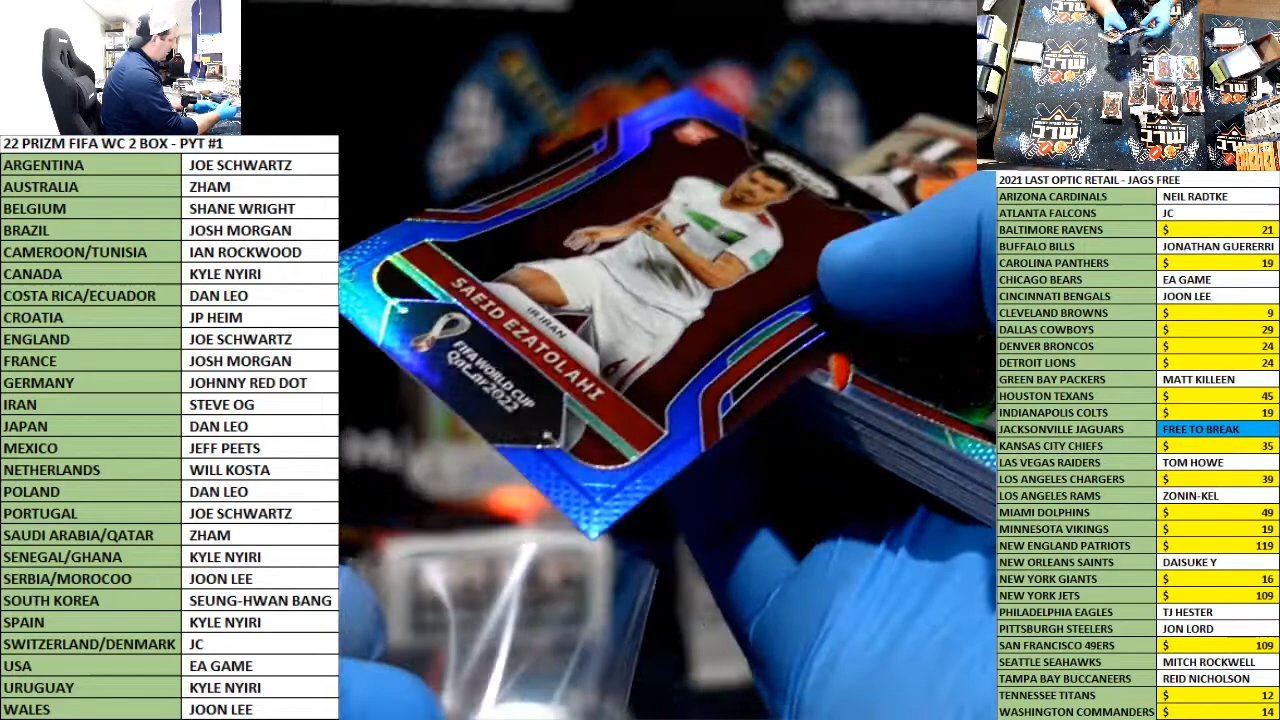 22 PRIZM FIFA WC 2 BOX - PYT #1
ARGENTINA JOE SCHWARTZ
AUSTRALIA ZHAM
BELGIUM SHANE WRIGHT
BRAZIL JOSH MORGAN
CAMEROON/TUNISIA IAN ROCKWOOD
CANADA KYLE NYIRI
COSTA RICA/ECUADOR DAN LEO
CROATIA JP HEIM
ENGLAND JOE SCHWARTZ
FRANCE JOSH MORGAN
GERMANY JOHNNY RED DOT
IRAN STEVE OG
JAPAN DAN LEO
MEXICO JEFF PEETS
NETHERLANDS WILL KOSTA
POLAND DAN LEO
PORTUGAL JOE SCHWARTZ
SAUDI ARABIA/QATAR ZHAM
SENEGAL/GHANA KYLE NYIRI
SERBIA/MOROCOO JOON LEE
SOUTH KOREA SEUNG-HWAN BANG
SPAIN KYLE NYIRI
SWITZERLAND/DENMARK JC
USA EA GAME
URUGUAY KYLE NYIRI
WALES JOON LEE
IR IRAN
SAEID EZATOLAHI
FIFA WORLD CUP
Qatar2022
2021 LAST OPTIC RETAIL - JAGS FREE
ARIZONA CARDINALS NEIL RADTKE
ATLANTA FALCONS JC
BALTIMORE RAVENS $ 21
BUFFALO BILLS JONATHAN GUERERRI
CAROLINA PANTHERS $ 19
CHICAGO BEARS EA GAME
CINCINNATI BENGALS JOON LEE
CLEVELAND BROWNS $ 9
DALLAS COWBOYS $ 29
DENVER BRONCOS $ 24
DETROIT LIONS $ 24
GREEN BAY PACKERS MATT KILLEEN
HOUSTON TEXANS $ 45
INDIANAPOLIS COLTS $ 19
JACKSONVILLE JAGUARS FREE TO BREAK
KANSAS CITY CHIEFS $ 35
LAS VEGAS RAIDERS TOM HOWE
LOS ANGELES CHARGERS $ 39
LOS ANGELES RAMS ZONIN-KEL
MIAMI DOLPHINS $ 49
MINNESOTA VIKINGS $ 19
NEW ENGLAND PATRIOTS $ 119
NEW ORLEANS SAINTS DAISUKE Y
NEW YORK GIANTS $ 16
NEW YORK JETS $ 109
PHILADELPHIA EAGLES TJ HESTER
PITTSBURGH STEELERS JON LORD
SAN FRANCISCO 49ERS $ 109
SEATTLE SEAHAWKS MITCH ROCKWELL
TAMPA BAY BUCCANEERS REID NICHOLSON
TENNESSEE TITANS $ 12
WASHINGTON COMMANDERS $ 14